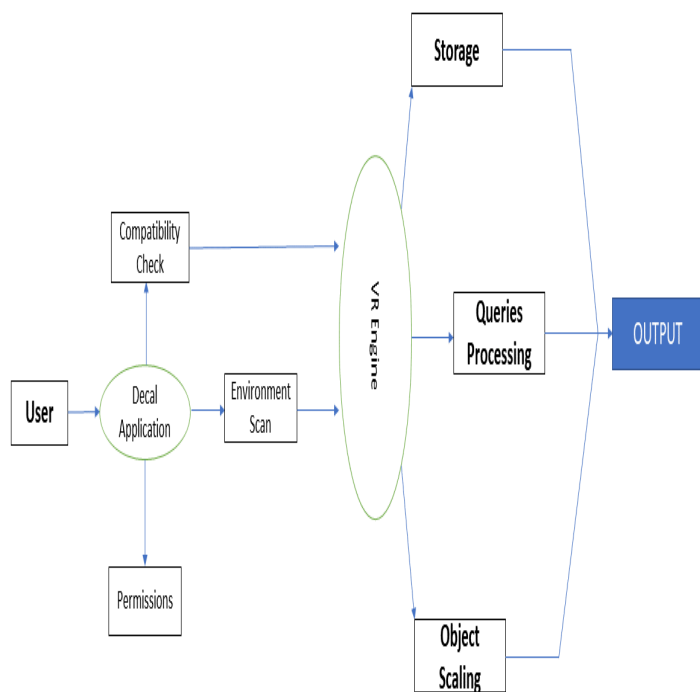 Storage
Compatibility
Check
VR Engine
Queries
Processing
OUTPUT
User
Decal
Application
Environment
Scan
Permissions
Object
Scaling